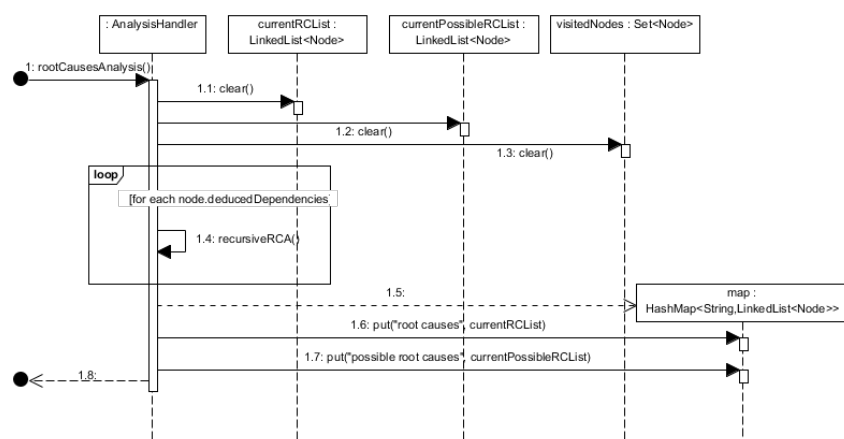 : AnalysisHandler
currentRCList :
LinkedList<Node>
currentPossibleRCList :
LinkedList<Node>
visitedNodes : Set<Node>
1: rootCausesAnalysis()
1.1: clear()
1.2: clear()
1.3: clear()
loop
[for each node.deducedDependencies]
1.4: recursiveRCA()
1.5:
map :
HashMap<String,LinkedList<Node>>
1.6: put("root causes", currentRCList)
1.7: put("possible root causes", currentPossibleRCList)
1.8: